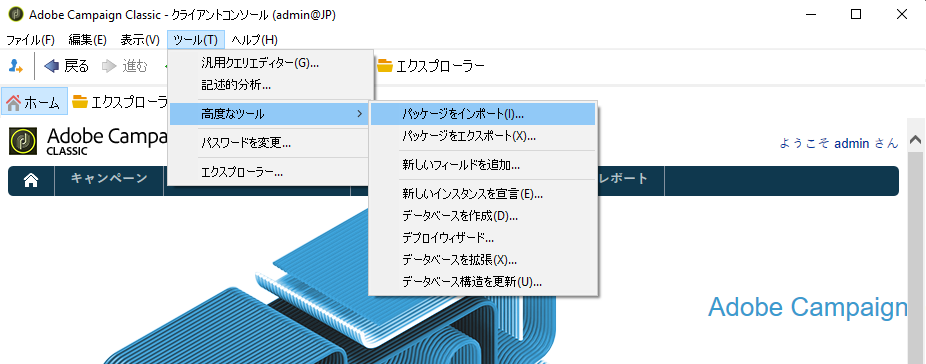 Adobe Campaign Classic - クライアントコンソール (admin@JP)
ファイル(F) 編集(E) 表示(V) ツール(T) ヘルプ(H)
戻る 進む エクスプローラー
ホーム エクスプローラ
汎用クエリエディター(G)...
記述的分析...
高度なツール
パスワードを変更...
エクスプローラー...
パッケージをインポート(I)...
パッケージをエクスポート(X)...
新しいフィールドを追加...
新しいインスタンスを宣言(E)...
データベースを作成(D)...
デプロイウィザード...
データベースを拡張(X)...
データベース構造を更新(U)...
Adobe Campa
CLASSIC
ようこそ admin さん
キャンペーン レポート
Adobe Campaign